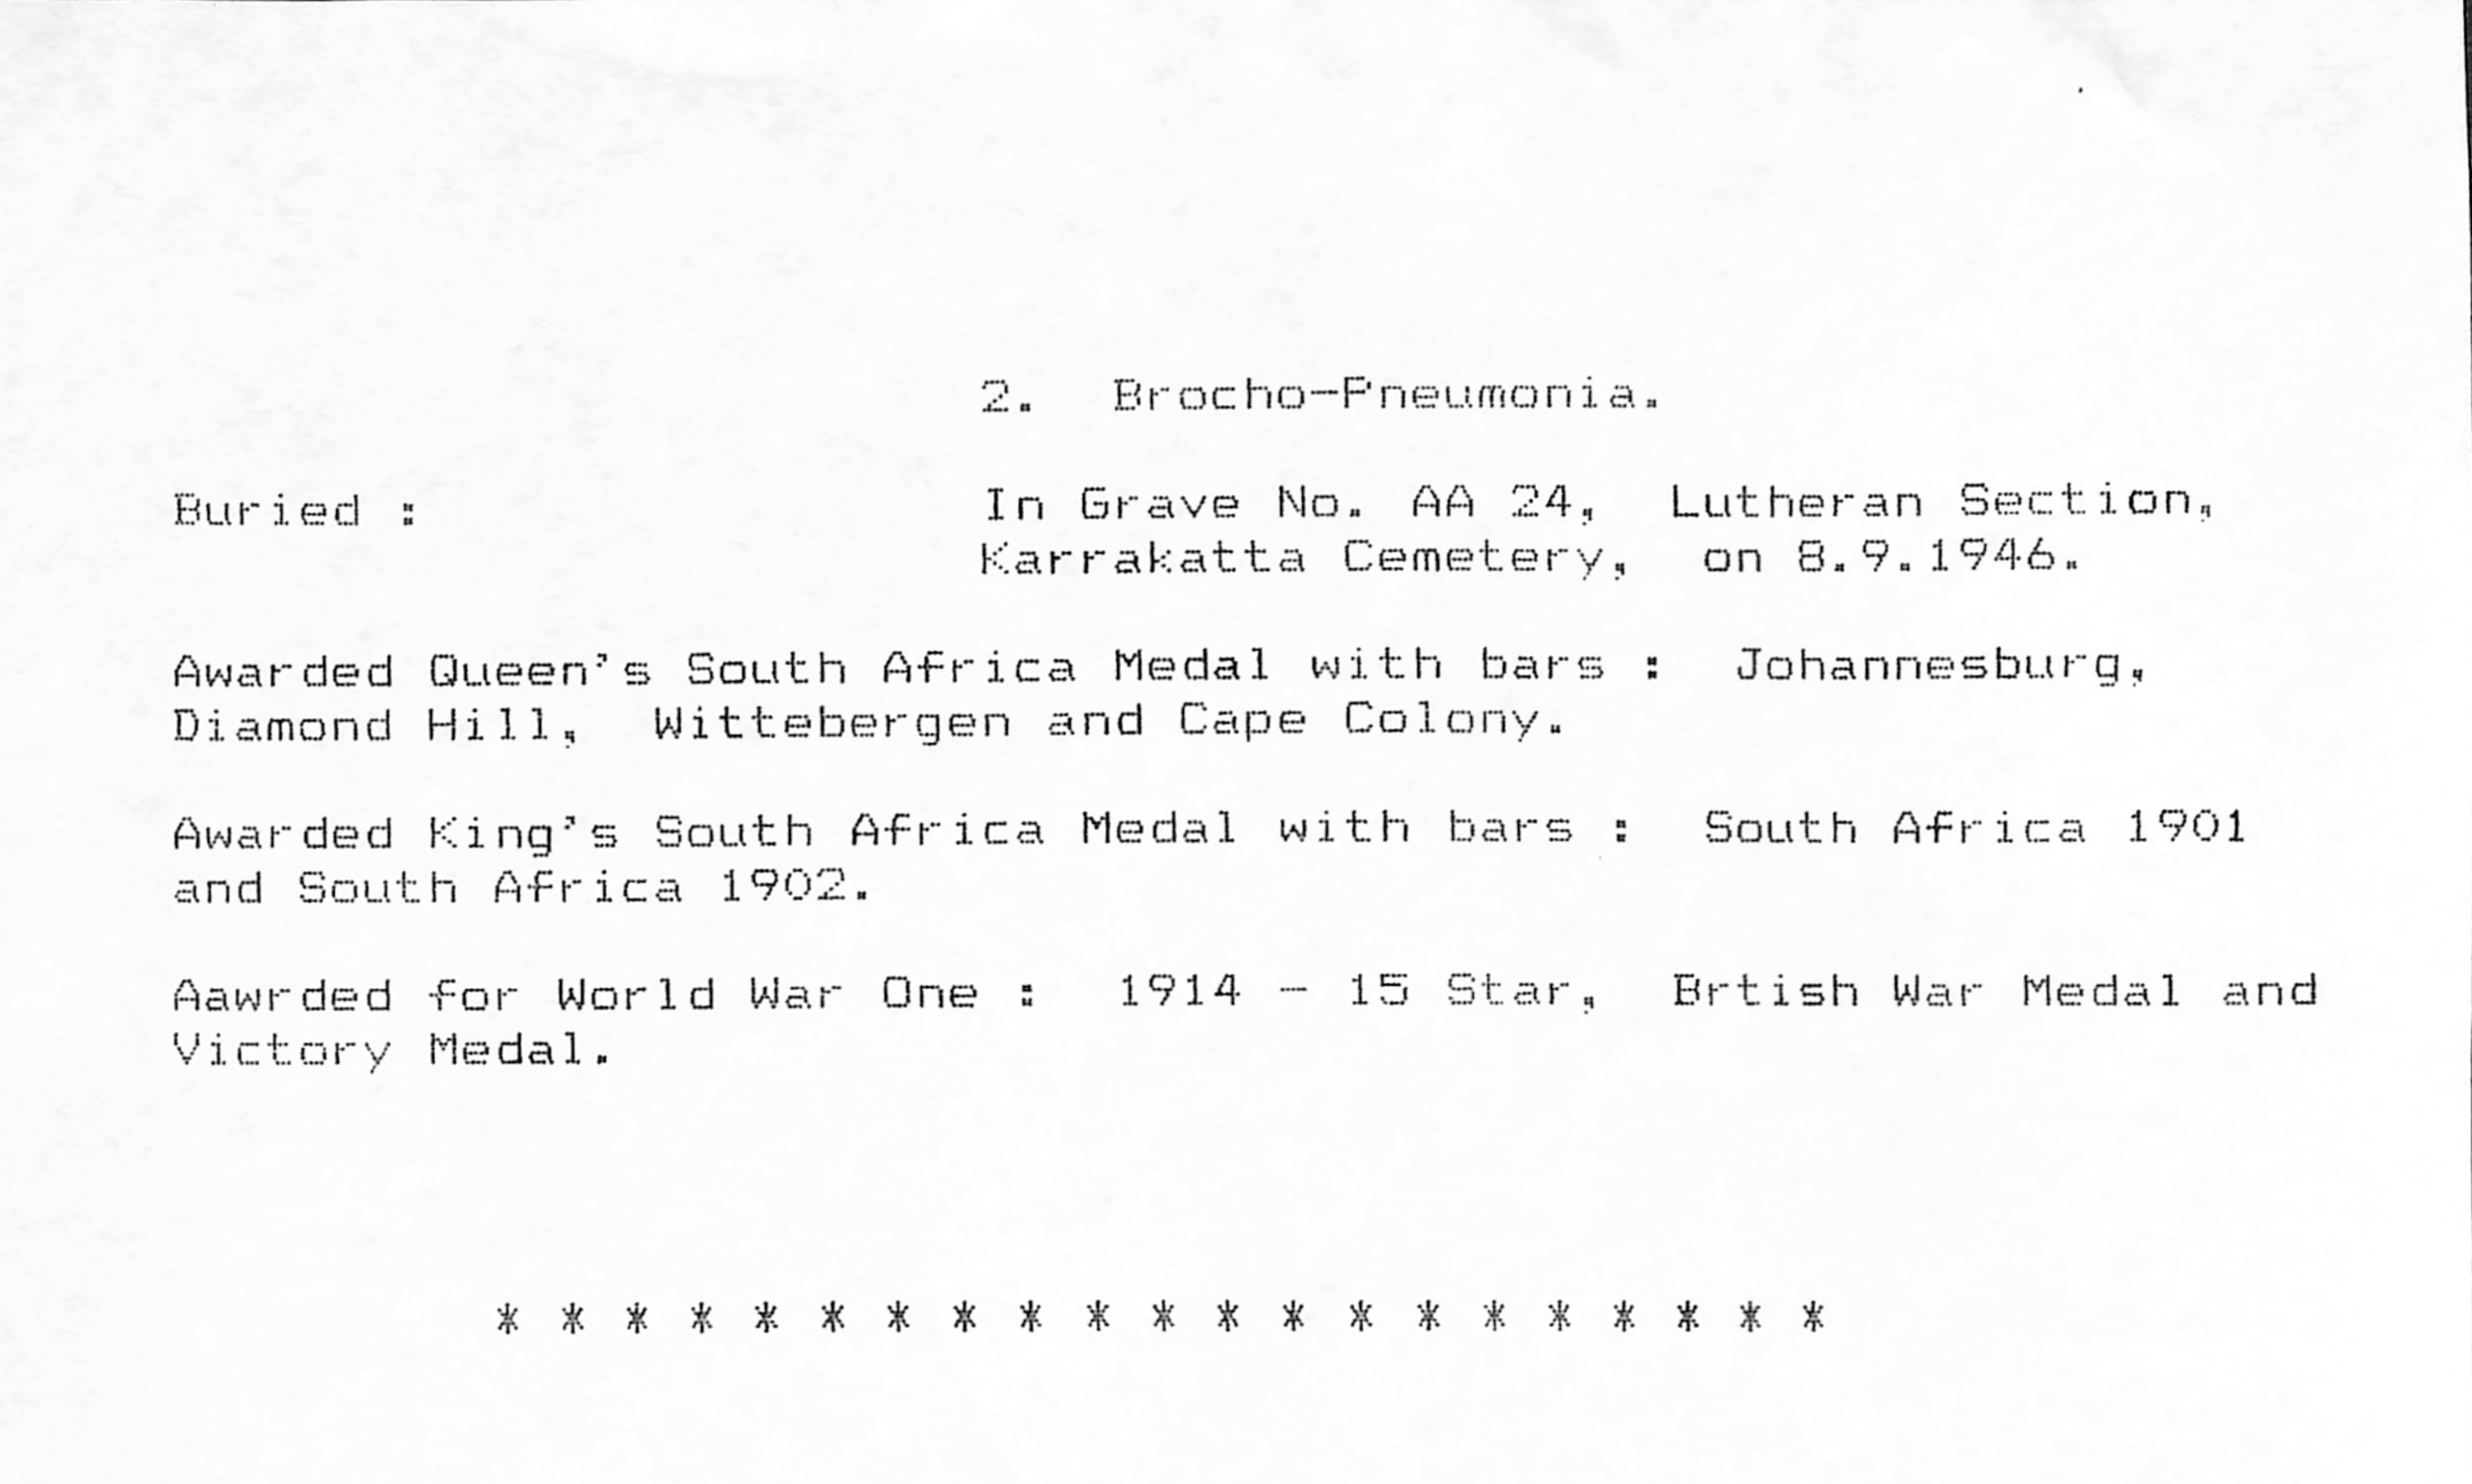 2. Brocho-Pneumonia.
Buried : In Grave No. AA 24, Lutheran Section,
Karrakatta Cemetery, on 8.9.1946.
Awarded Queen's South Africa Medal with bars : Johannesburg,
Diamond Hill, Wittebergen and Cape Colony.
Awarded King's South Africa Medal with bars : South Africa 1901
and South Africa 1902.
Aawrded for World War One : 1914 - 15 Star, Brtish War Medal and
Victory Medal.
* * * * * * * * * * * * * * * * * * * * *